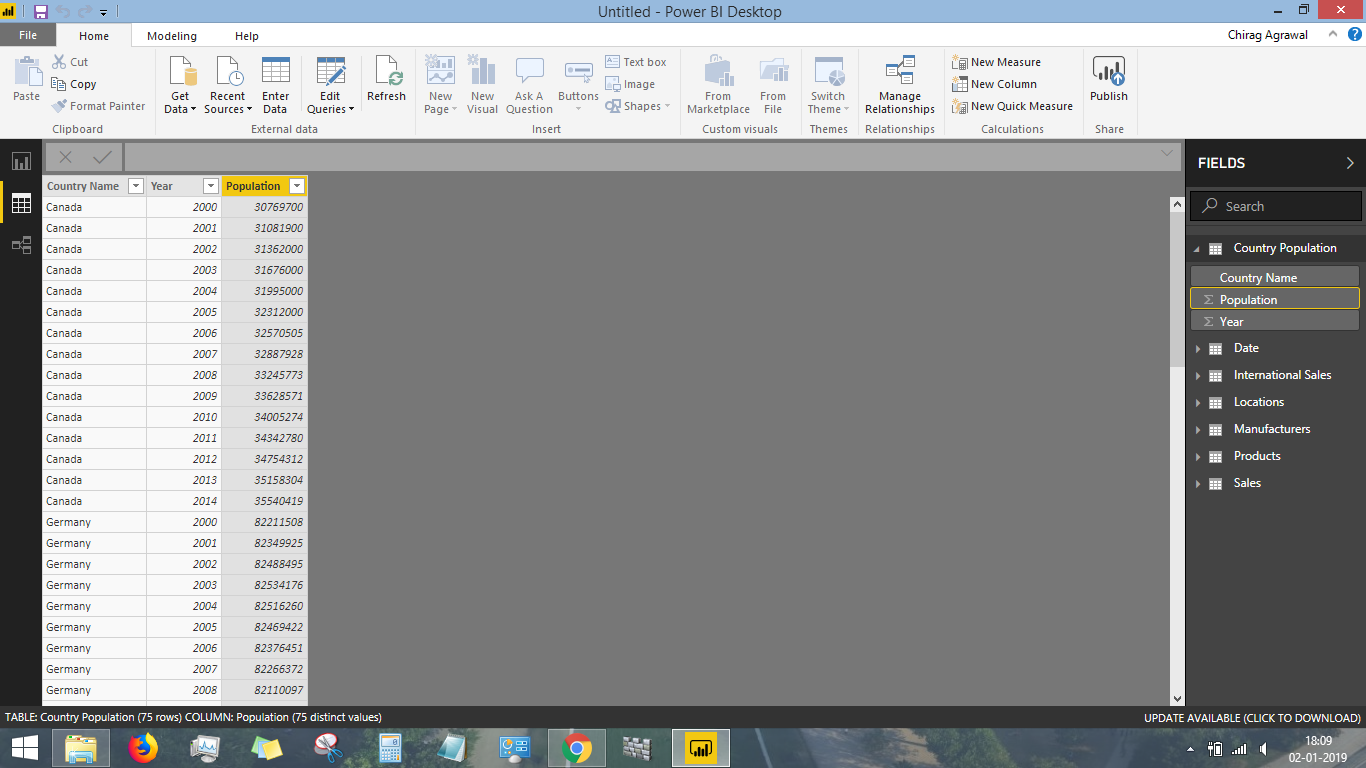 Untitled - Power BI Desktop
File Home Modeling Help Chirag Agrawal
Paste
Cut
Copy
Format Painter
Clipboard
Get Data
Recent Sources
Enter Data
Edit Queries
Refresh
External data
New Page
New Visual
Ask A Question
Buttons
Text box
Image
Shapes
Insert
From Marketplace
From File
Custom visuals
Switch Theme
Themes
Manage Relationships
Relationships
New Measure
New Column
New Quick Measure
Calculations
Publish
Share
Country Name Year Population
Canada 2000 30769700
Canada 2001 31081900
Canada 2002 31362000
Canada 2003 31676000
Canada 2004 31995000
Canada 2005 32312000
Canada 2006 32570505
Canada 2007 32887928
Canada 2008 33245773
Canada 2009 33628571
Canada 2010 34005274
Canada 2011 34342780
Canada 2012 34754312
Canada 2013 35158304
Canada 2014 35540419
Germany 2000 82211508
Germany 2001 82349925
Germany 2002 82488495
Germany 2003 82534176
Germany 2004 82516260
Germany 2005 82469422
Germany 2006 82376451
Germany 2007 82266372
Germany 2008 82110097
FIELDS
Search
Country Population
Country Name
Σ Population
Σ Year
Date
International Sales
Locations
Manufacturers
Products
Sales
TABLE: Country Population (75 rows) COLUMN: Population (75 distinct values)
UPDATE AVAILABLE (CLICK TO DOWNLOAD)
18:09
02-01-2019